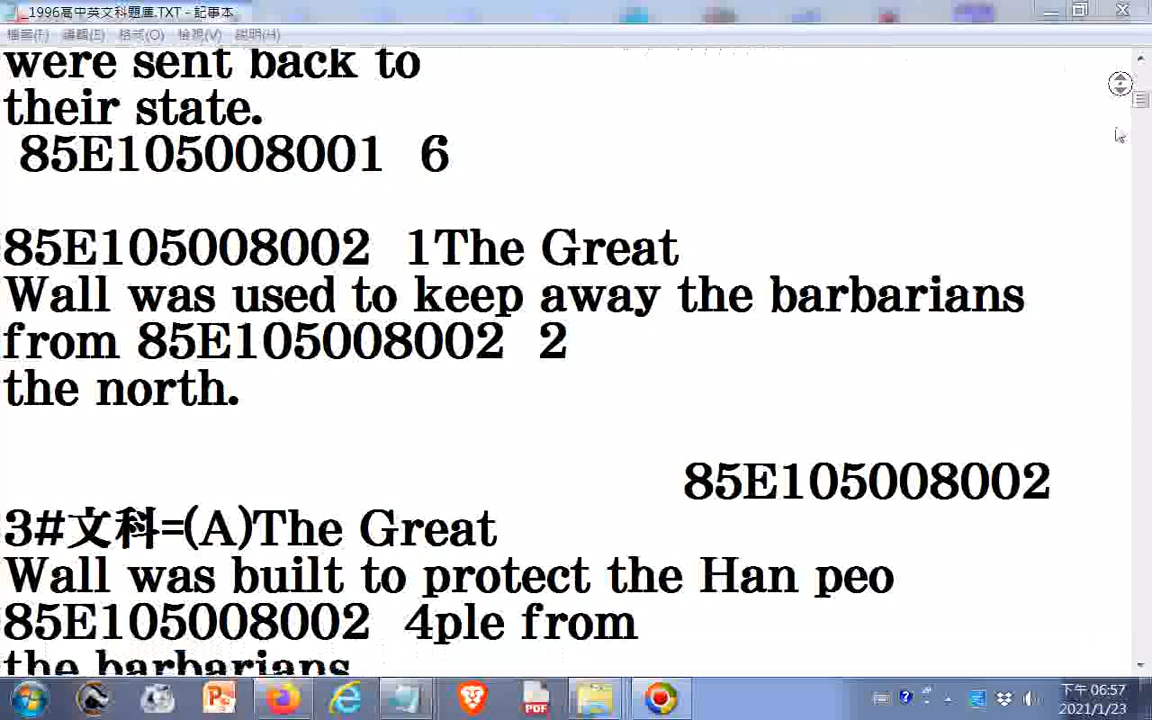 _1996高中英文科題庫.TXT - 記事本
檔案(F) 編輯(E) 格式(O) 檢視(V) 說明(H)
were sent back to
their state.
85E105008001 6
85E105008002 1The Great
Wall was used to keep away the barbarians
from 85E105008002 2
the north.
85E105008002
3#文科=(A)The Great
Wall was built to protect the Han peo
85E105008002 4ple from
the barbarians
PDF
下午 06:57
2021/1/23